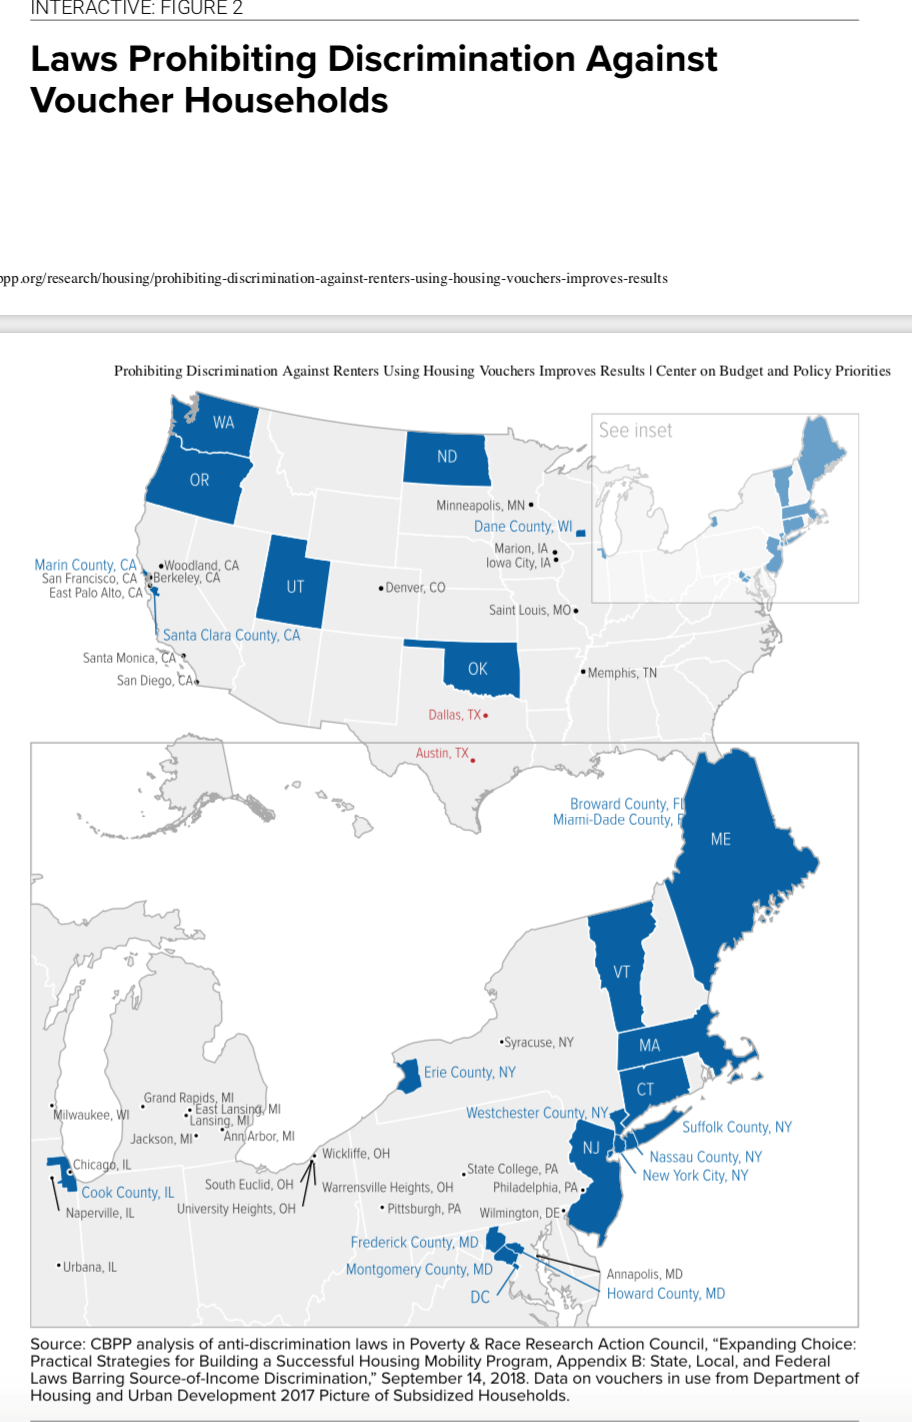 INTERACTIVE: FIGURE 2
Laws Prohibiting Discrimination Against
Voucher Households
bpp.org/research/housing/prohibiting-discrimination-against-renters-using-housing-vouchers-improves-results
Prohibiting Discrimination Against Renters Using Housing Vouchers Improves Results | Center on Budget and Policy Priorities
WA
OR
ND
See inset
Minneapolis, MN
Dane County, WI
Marion, IA
Iowa City, IA
Marin County, CA
Woodland, CA
San Francisco, CA
Berkeley, CA
East Palo Alto, CA
UT
Denver, CO
Saint Louis, MO
Santa Clara County, CA
Santa Monica, CA
San Diego, CA
OK
Memphis, TN
Dallas, TX
Austin, TX
Broward County, FL
Miami-Dade County, F
ME
VT
Syracuse, NY
MA
Erie County, NY
CT
Grand Rapids, MI
East Lansing, MI
Milwaukee, WI
Lansing, MI
Jackson, MI
Ann Arbor, MI
Westchester County, NY
Suffolk County, NY
NJ
Nassau County, NY
New York City, NY
Wickliffe, OH
Chicago, IL
State College, PA
South Euclid, OH
Warrensville Heights, OH
Philadelphia, PA
Cook County, IL
University Heights, OH
Pittsburgh, PA
Wilmington, DE
Naperville, IL
Frederick County, MD
Montgomery County, MD
Urbana, IL
Annapolis, MD
DC
Howard County, MD
Source: CBPP analysis of anti-discrimination laws in Poverty & Race Research Action Council, “Expanding Choice:
Practical Strategies for Building a Successful Housing Mobility Program, Appendix B: State, Local, and Federal
Laws Barring Source-of-Income Discrimination,” September 14, 2018. Data on vouchers in use from Department of
Housing and Urban Development 2017 Picture of Subsidized Households.